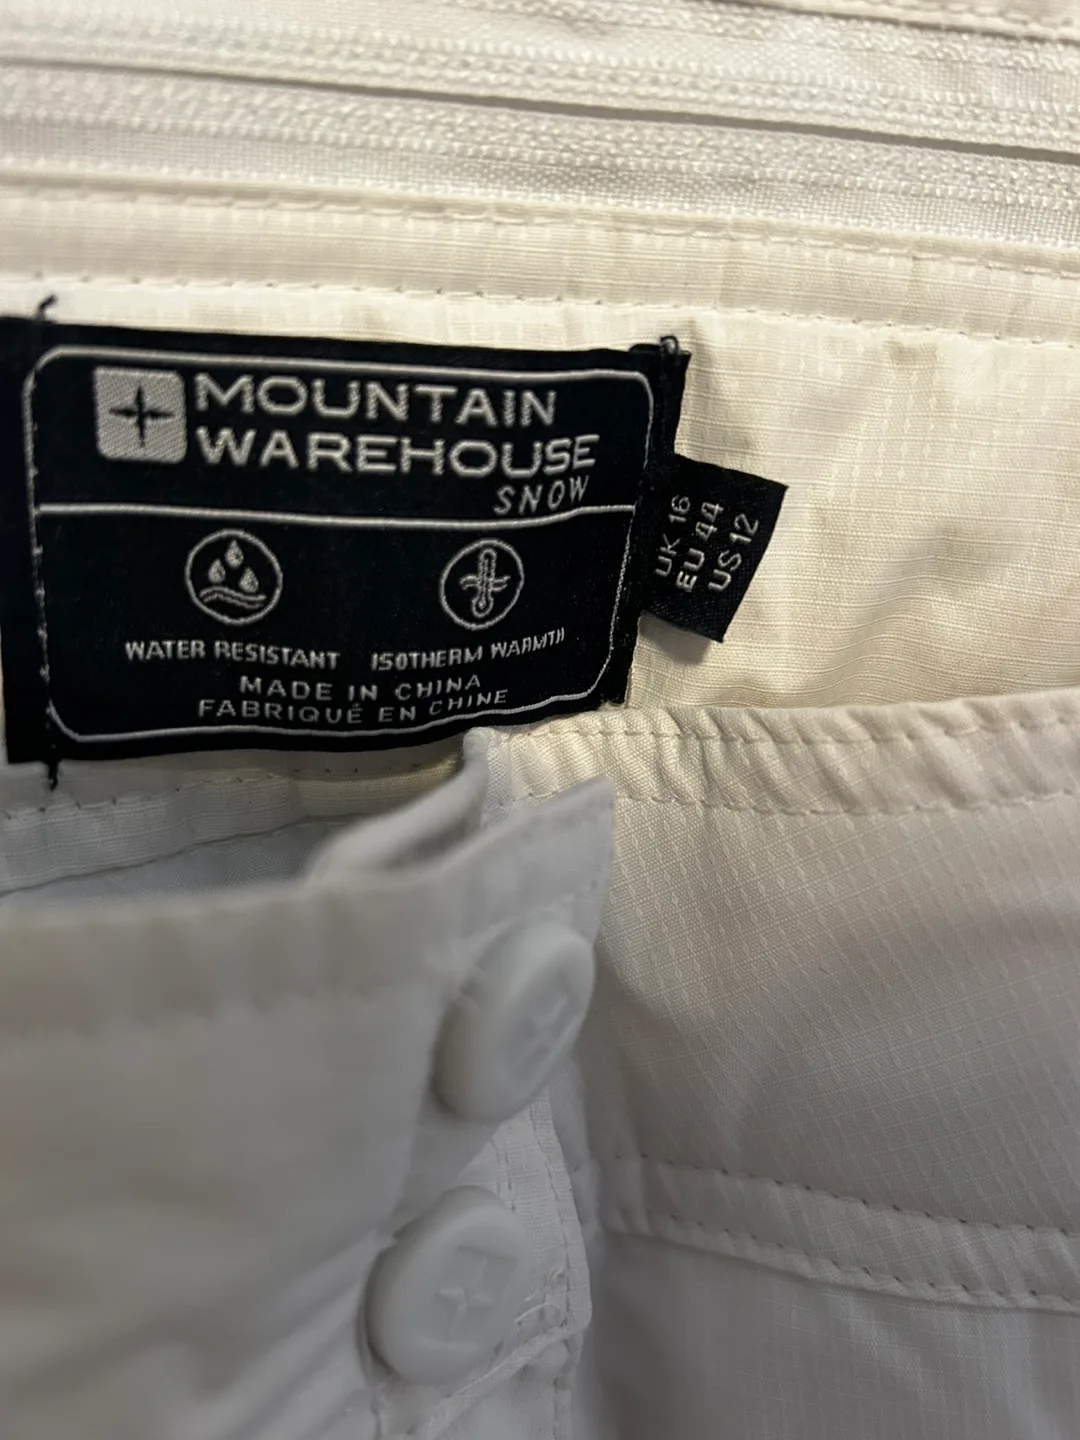 MOUNTAIN
WAREHOUSE
SNOW
WATER RESISTANT
ISOTHERM WARMTH
MADE IN CHINA
FABRIQUÉ EN CHINE
UK 16
EU 44
US 12